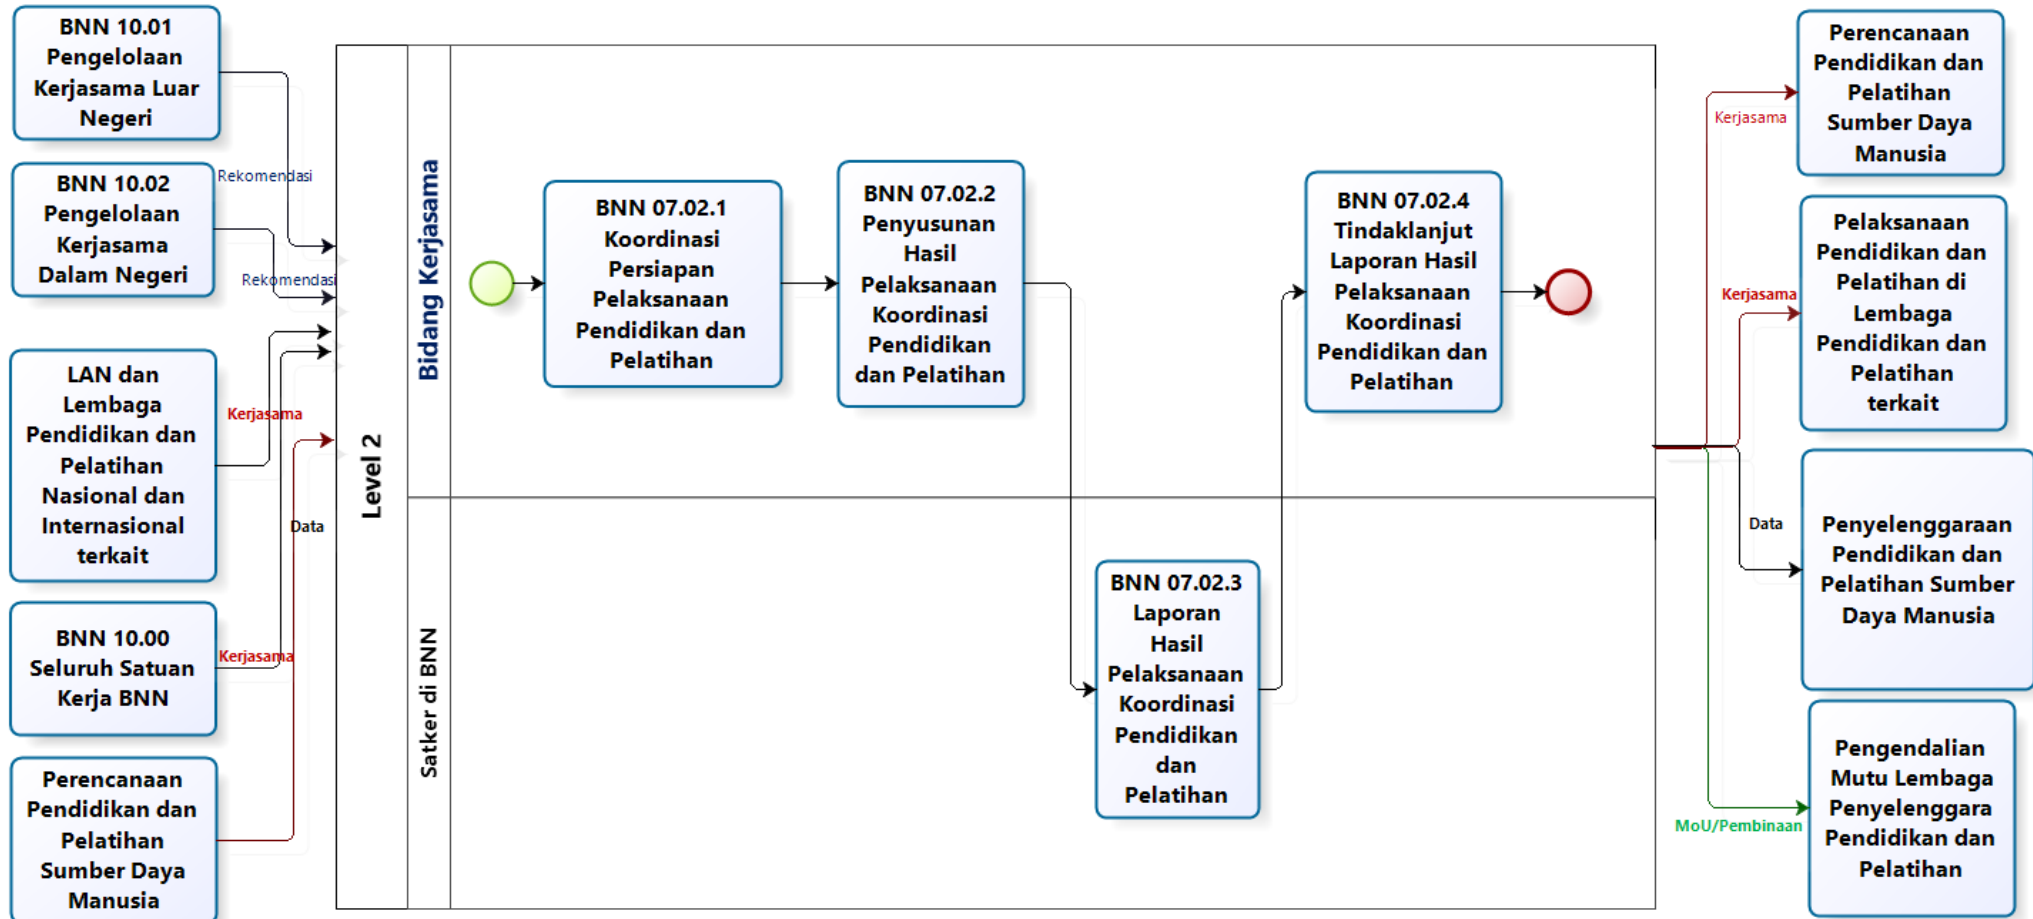 BNN 10.01
Pengelolaan
Kerjasama Luar
Negeri
Rekomendasi
BNN 10.02
Pengelolaan
Kerjasama
Dalam Negeri
Rekomendasi
LAN dan
Lembaga
Pendidikan dan
Pelatihan
Nasional dan
Internasional
terkait
Kerjasama
Data
BNN 10.00
Seluruh Satuan
Kerja BNN
Kerjasama
Perencanaan
Pendidikan dan
Pelatihan
Sumber Daya
Manusia
Level 2
Bidang Kerjasama
Satker di BNN
BNN 07.02.1
Koordinasi
Persiapan
Pelaksanaan
Pendidikan dan
Pelatihan
BNN 07.02.2
Penyusunan
Hasil
Pelaksanaan
Koordinasi
Pendidikan
dan Pelatihan
BNN 07.02.3
Laporan
Hasil
Pelaksanaan
Koordinasi
Pendidikan
dan
Pelatihan
BNN 07.02.4
Tindaklanjut
Laporan Hasil
Pelaksanaan
Koordinasi
Pendidikan dan
Pelatihan
Kerjasama
Perencanaan
Pendidikan dan
Pelatihan
Sumber Daya
Manusia
Kerjasama
Pelaksanaan
Pendidikan dan
Pelatihan di
Lembaga
Pendidikan dan
Pelatihan
terkait
Data
Penyelenggaraan
Pendidikan dan
Pelatihan Sumber
Daya Manusia
MoU/Pembinaan
Pengendalian
Mutu Lembaga
Penyelenggara
Pendidikan dan
Pelatihan